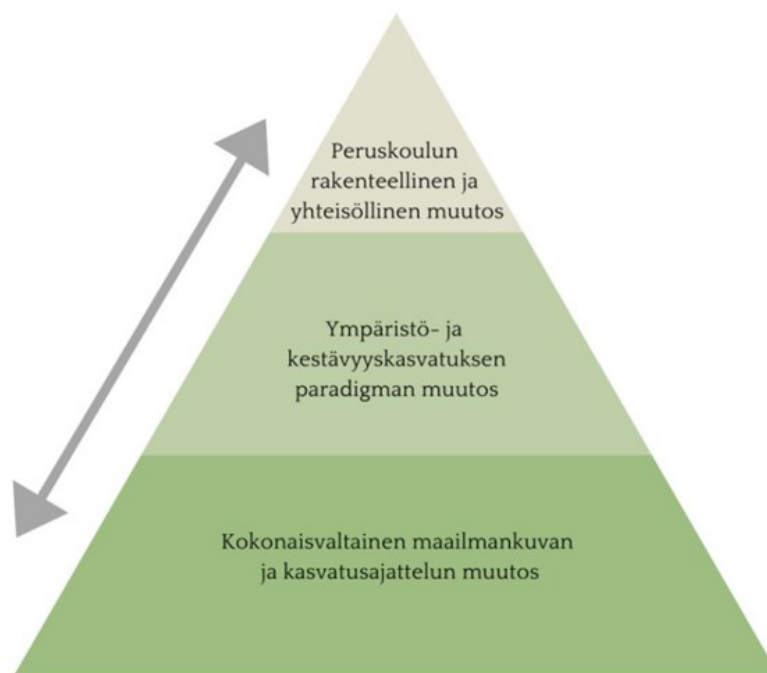 Peruskoulun
rakenteellinen ja
yhteisöllinen muutos
Ympäristö- ja
kestävyyskasvatuksen
paradigman muutos
Kokonaisvaltainen maailmankuvan
ja kasvatusajattelun muutos